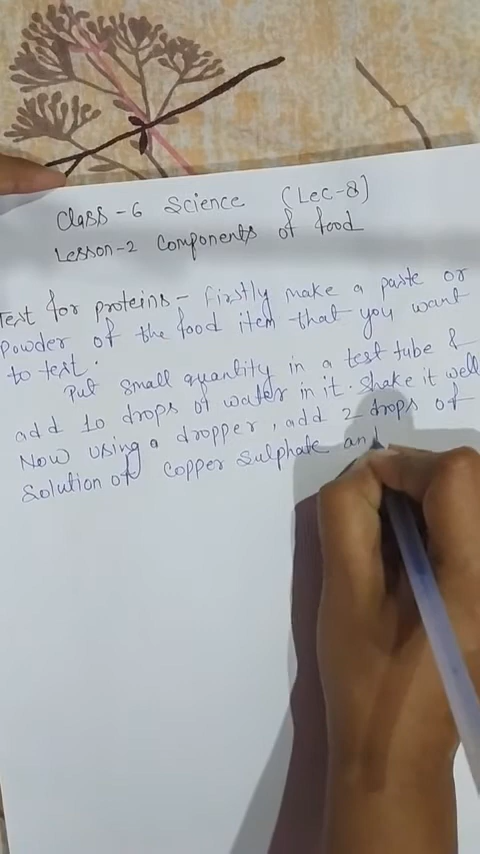 Class-6 Science (Lec-8)
Lesson-2 Components of food
Test for proteins - Firstly make a paste or
Powder of the food item that you want
to test.
Put small quantity in a test tube &
add 10 drops of water in it. Shake it well
Now using a dropper, add 2 drops of
Solution of Copper Sulphate and